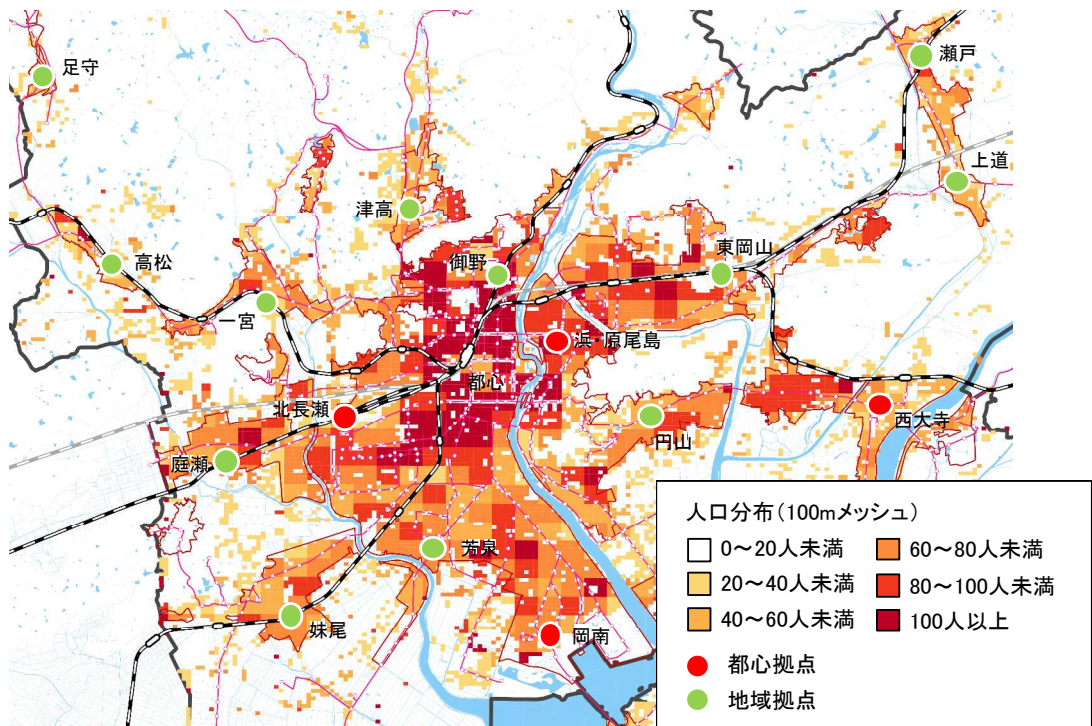 足守
瀬戸
上道
津高
御野
東岡山
高松
一宮
浜・原尾島
都心
北長瀬
西大寺
円山
庭瀬
芳泉
妹尾
岡南
人口分布(100mメッシュ)
0~20人未満
60~80人未満
20~40人未満
80~100人未満
40~60人未満
100人以上
都心拠点
地域拠点